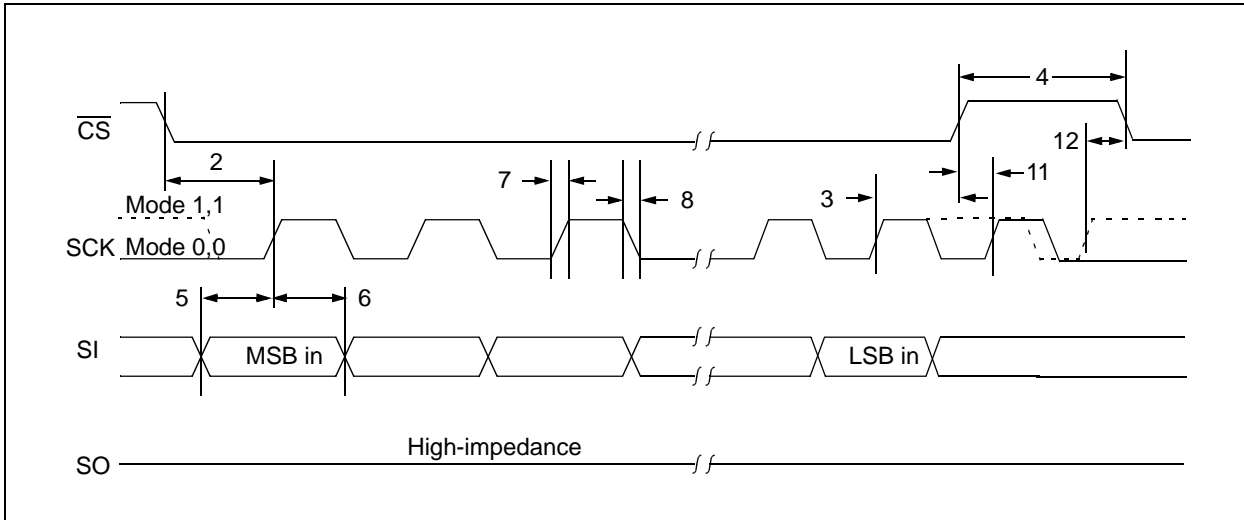 4
CS
12
2
11
7
8
3
Mode 1,1
SCK Mode 0,0
5
6
SI
MSB in
LSB in
High-impedance
SO